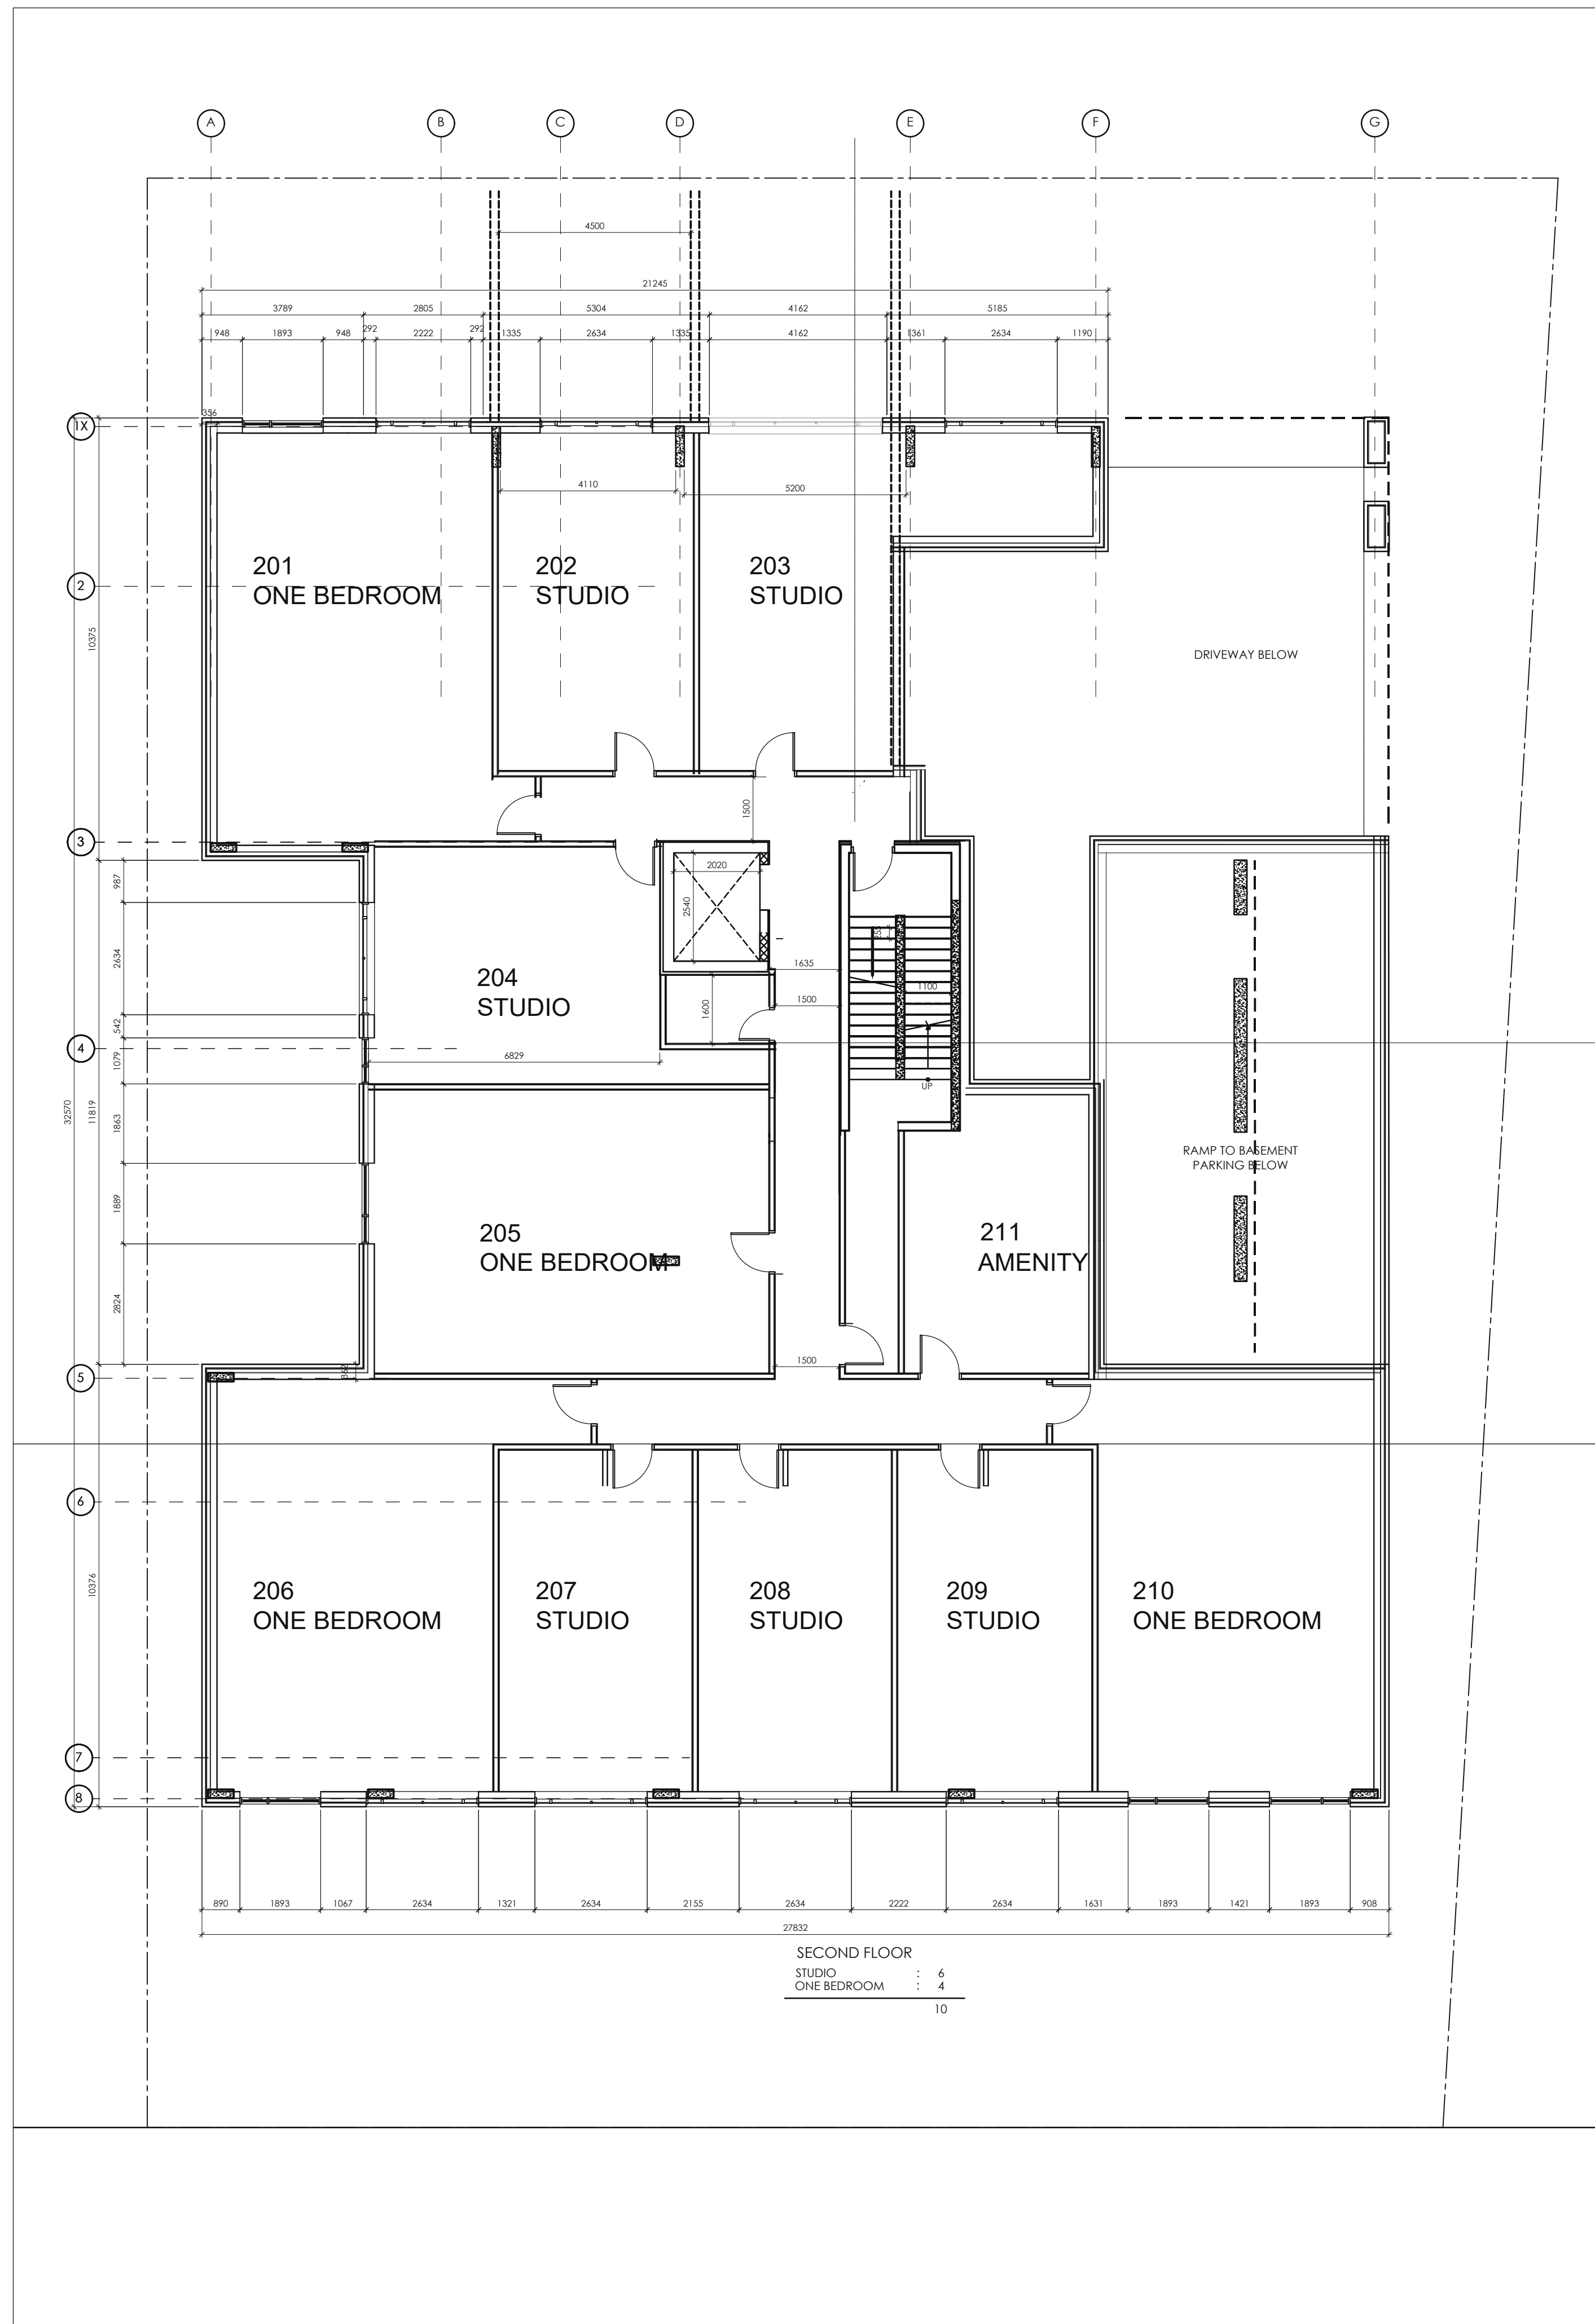 A B C D E F G
4500
21245
3789 2805 5304 4162 5185
948 1893 948 292 2222 292 1335 2634 1335 4162 1361 2634 1190
356
1X
4110 5200
201
ONE BEDROOM
202
STUDIO
203
STUDIO
2
10375
DRIVEWAY BELOW
1500
3
987
2020
2540
2634
255
1635
1100
204
STUDIO
1500
1600
542
4
1079
6829
UP
32570
11819
1863
RAMP TO BASEMENT
PARKING BELOW
1889
205
ONE BEDROOM
211
AMENITY
2824
362
1500
5
6
10376
206
ONE BEDROOM
207
STUDIO
208
STUDIO
209
STUDIO
210
ONE BEDROOM
7
8
890 1893 1067 2634 1321 2634 2155 2634 2222 2634 1631 1893 1421 1893 908
27832
SECOND FLOOR
STUDIO : 6
ONE BEDROOM : 4
10